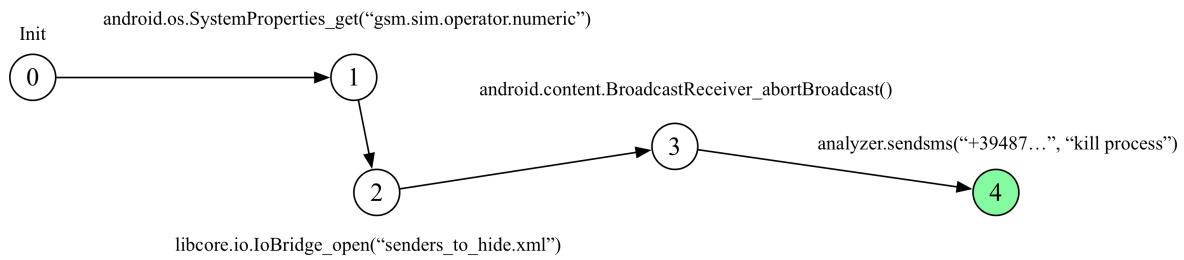 android.os.SystemProperties_get(“gsm.sim.operator.numeric”)
Init
0
1
android.content.BroadcastReceiver_abortBroadcast()
3
analyzer.sendsms(“+39487…”, “kill process”)
2
4
libcore.io.IoBridge_open(“senders_to_hide.xml”)